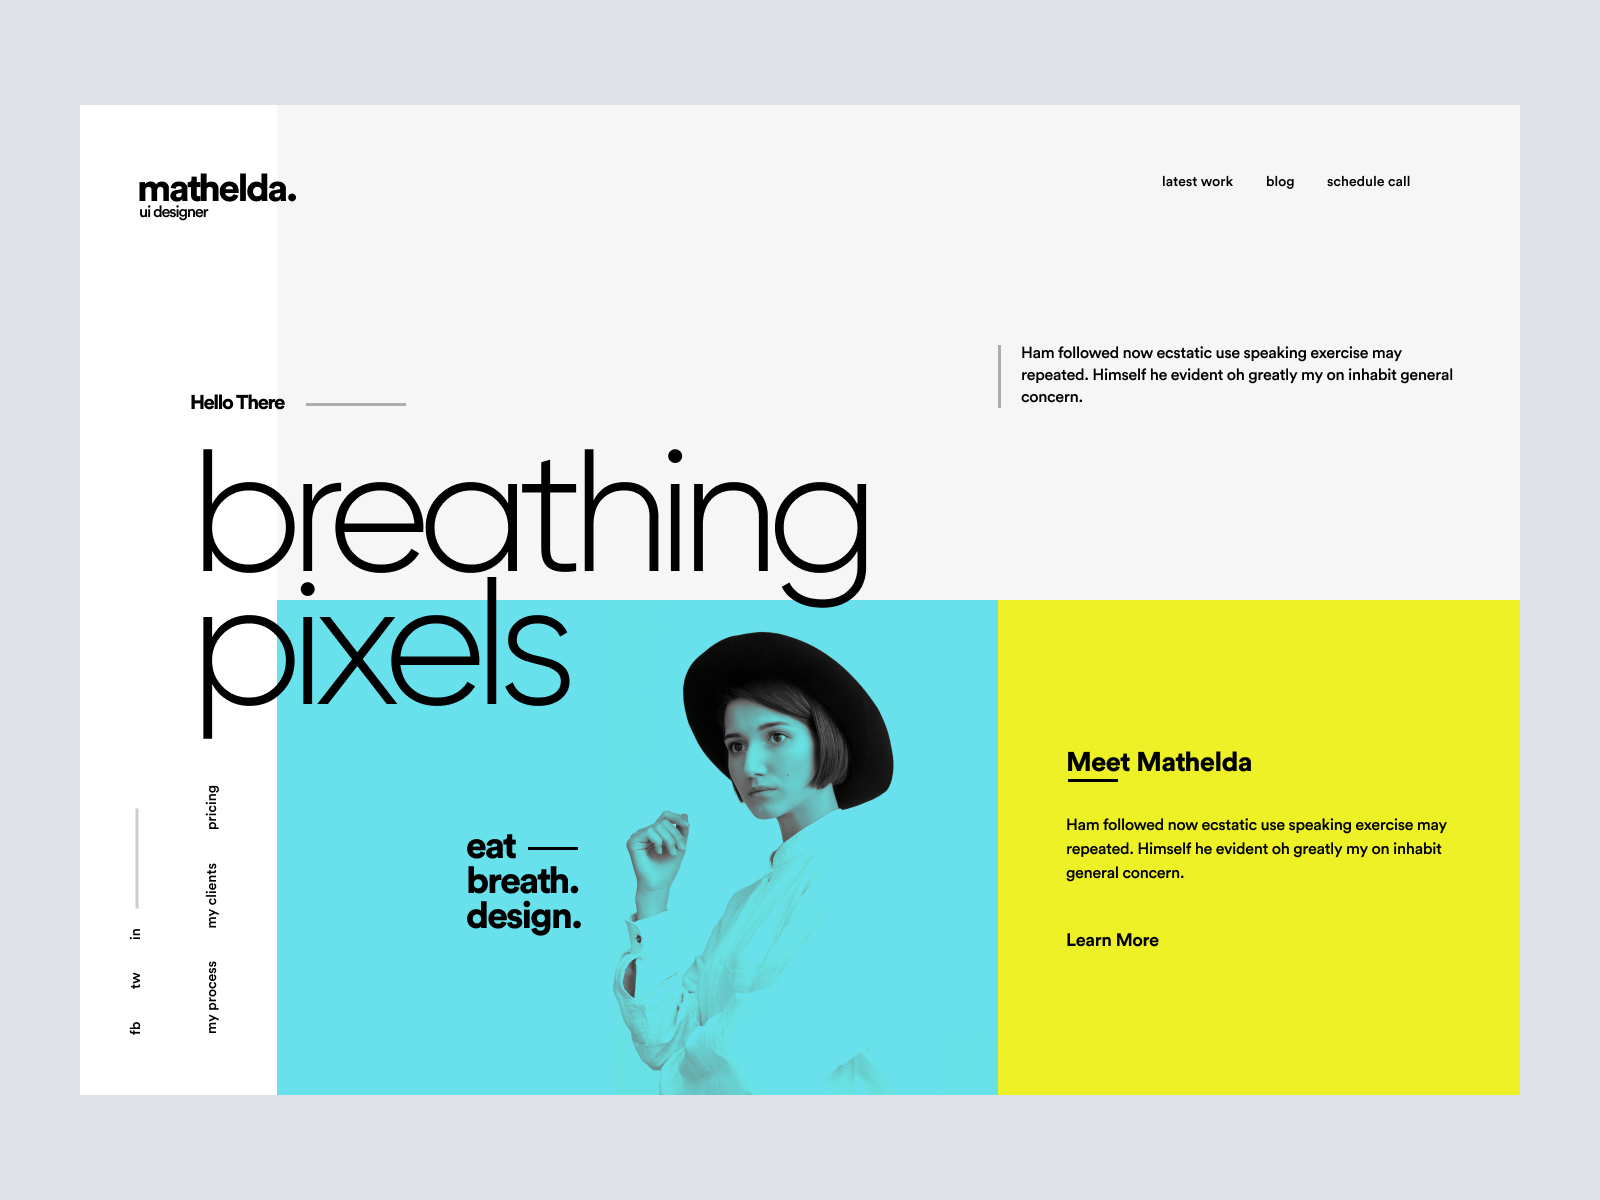 mathelda.
ui designer
latest work
blog
schedule call
Ham followed now ecstatic use speaking exercise may
repeated. Himself he evident oh greatly my on inhabit general
concern.
Hello There
breathing
pixels
eat
breath.
design.
Meet Mathelda
Ham followed now ecstatic use speaking exercise may
repeated. Himself he evident oh greatly my on inhabit
general concern.
Learn More
fb
tw
in
my process
my clients
pricing